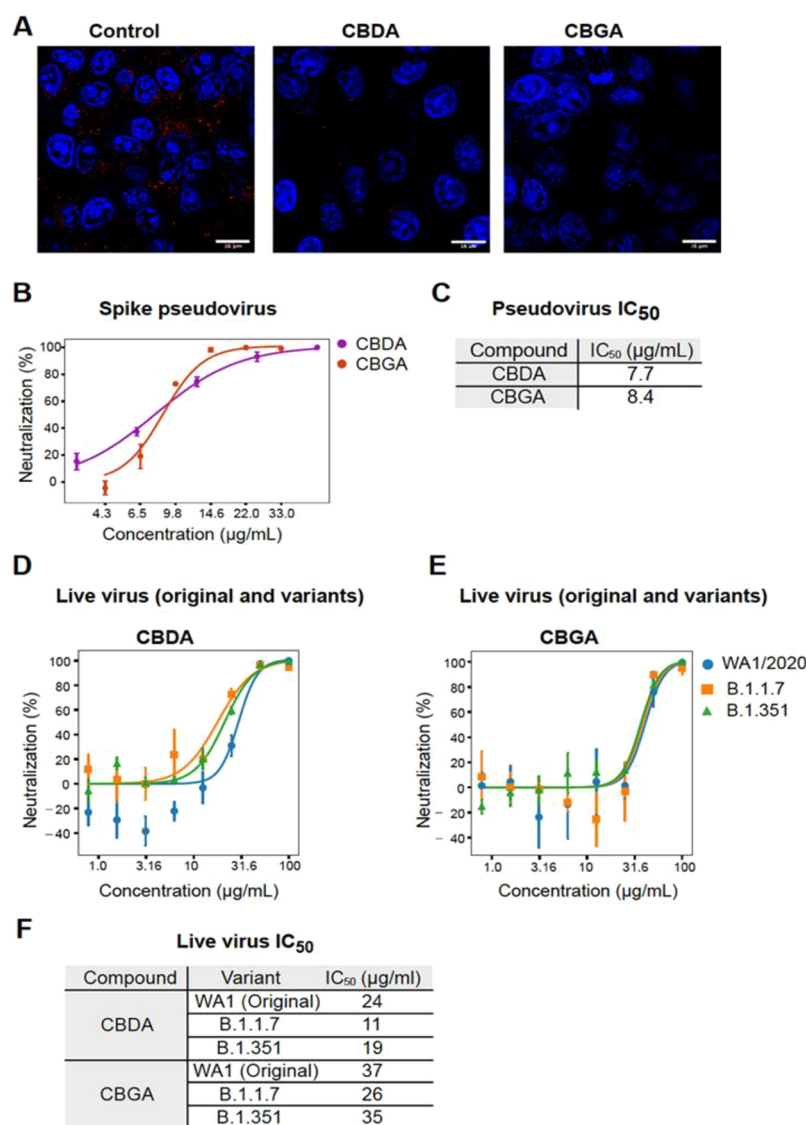 A
Control CBDA CBGA
16 µm 16 µm 16 µm
B
Spike pseudovirus
CBDA
CBGA
Neutralization (%)
100
80
60
40
20
0
4.3 6.5 9.8 14.6 22.0 33.0
Concentration (µg/mL)
C
Pseudovirus IC50
Compound IC50 (µg/mL)
CBDA 7.7
CBGA 8.4
D
Live virus (original and variants)
CBDA
Neutralization (%)
100
80
60
40
20
0
– 20
– 40
1.0 3.16 10 31.6 100
Concentration (µg/mL)
E
Live virus (original and variants)
CBGA
WA1/2020
B.1.1.7
B.1.351
Neutralization (%)
100
80
60
40
20
0
–
– 40
1.0 3.16 10 31.6 100
Concentration (µg/mL)
F
Live virus IC50
Compound Variant IC50 (µg/ml)
CBDA
WA1 (Original) 24
B.1.1.7 11
B.1.351 19
CBGA
WA1 (Original) 37
B.1.1.7 26
B.1.351 35